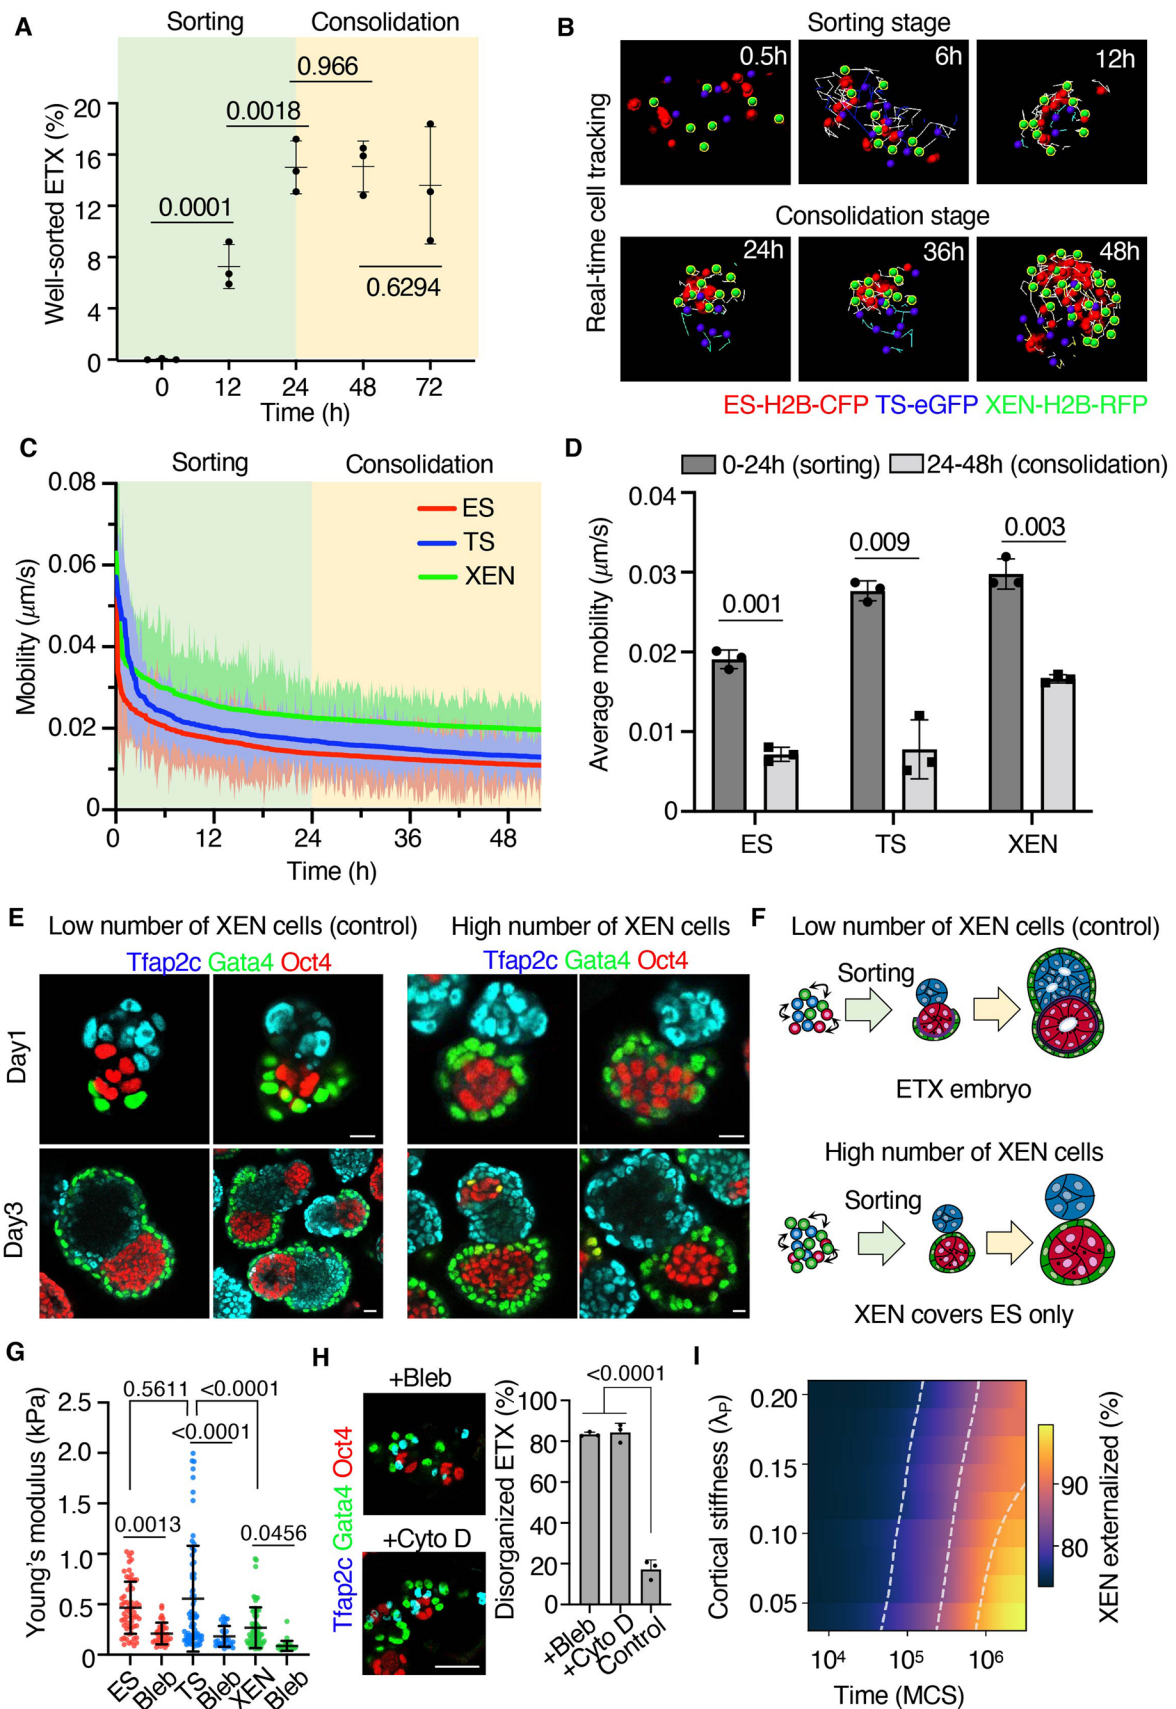 A
Sorting
Consolidation
Well-sorted ETX (%)
20
16
12
8
4
0
0.0001
0.0018
0.966
0.6294
0
12
24
48
72
Time (h)
B
Sorting stage
Real-time cell tracking
0.5h
6h
12h
Consolidation stage
24h
36h
48h
ES-H2B-CFP TS-eGFP XEN-H2B-RFP
C
Sorting
Consolidation
Mobility (μm/s)
0.08
0.06
0.04
0.02
0
ES
TS
XEN
0
12
24
36
48
Time (h)
D
0-24h (sorting)
24-48h (consolidation)
Average mobility (μm/s)
0.04
0.03
0.02
0.01
0
0.001
0.009
0.003
ES
TS
XEN
E
Low number of XEN cells (control)
High number of XEN cells
Tfap2c Gata4 Oct4
Tfap2c Gata4 Oct4
Day1
Day3
F
Low number of XEN cells (control)
Sorting
ETX embryo
High number of XEN cells
Sorting
XEN covers ES only
G
Young's modulus (kPa)
2.5
2.0
1.5
1.0
0.5
0
0.5611
<0.0001
<0.0001
0.0013
0.0456
ES
Bleb
TS
Bleb
XEN
Bleb
H
+Bleb
+Cyto D
Tfap2c Gata4 Oct4
Disorganized ETX (%)
100
80
60
40
20
0
<0.0001
+Bleb
+Cyto D
Control
I
Cortical stiffness (λP)
0.20
0.15
0.10
0.05
10⁴
10⁵
10⁶
Time (MCS)
90
80
XEN externalized (%)